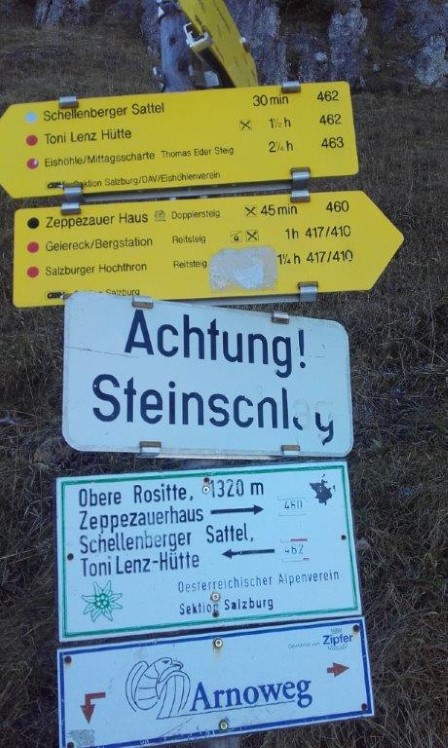 Schellenberger Sattel 30 min 462
Toni Lenz Hütte 1½ h 462
Eishöhle/Mittagsscharte Thomas Eder Steig 2¼ h 463
Sektion Salzburg/DAV/Eishöhlenverein
Zeppezauer Haus Dopplersteig 45 min 460
Geiereck/Bergstation Reitsteig 1 h 417/410
Salzburger Hochthron Reitsteig 1¼ h 417/410
Salzburg
Achtung!
Steinschlag
Obere Rositte, 1320 m
Zeppezauerhaus 460
Schellenberger Sattel,
Toni Lenz-Hütte 462
Oesterreichischer Alpenverein
Sektion Salzburg
Zipfer
Arnoweg